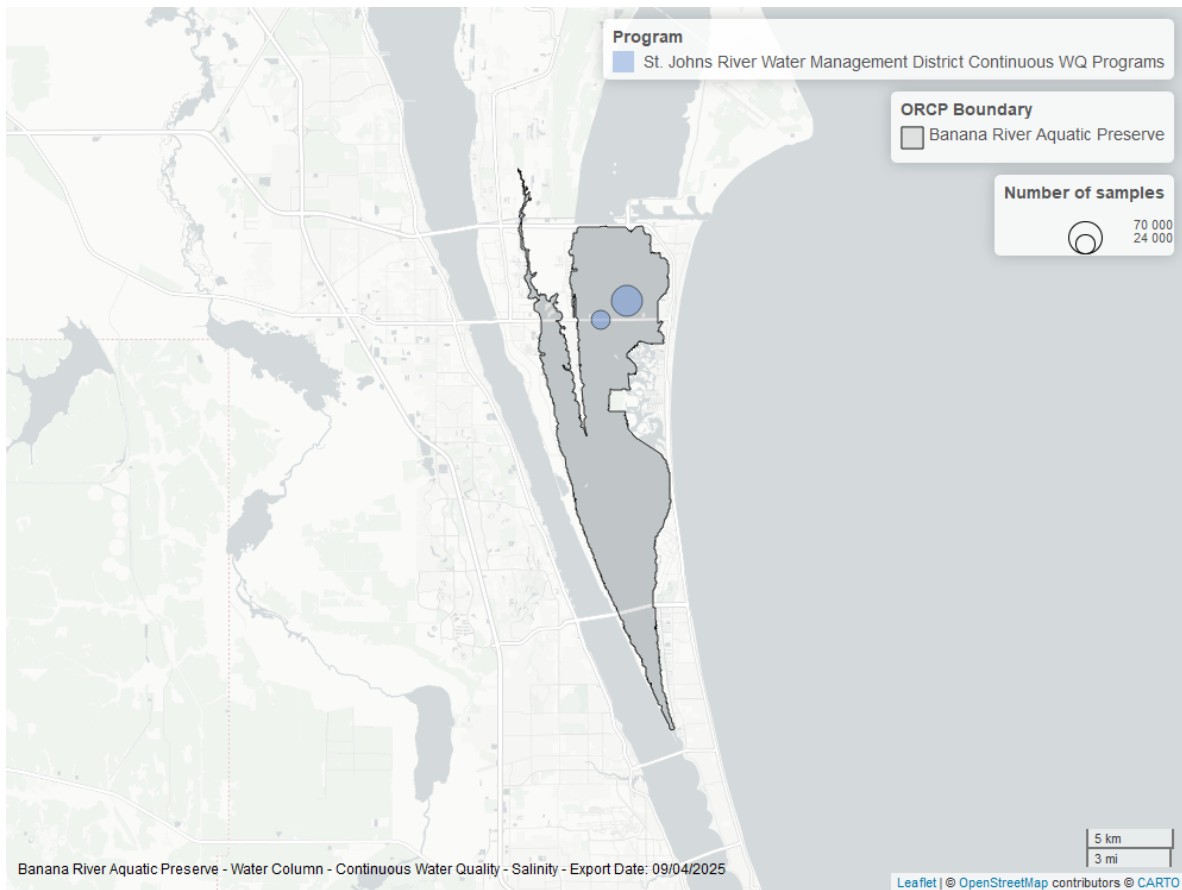 Program
St. Johns River Water Management District Continuous WQ Programs
ORCP Boundary
Banana River Aquatic Preserve
Number of samples
70 000
24 000
5 km
3 mi
Banana River Aquatic Preserve - Water Column - Continuous Water Quality - Salinity - Export Date: 09/04/2025
Leaflet | © OpenStreetMap contributors © CARTO